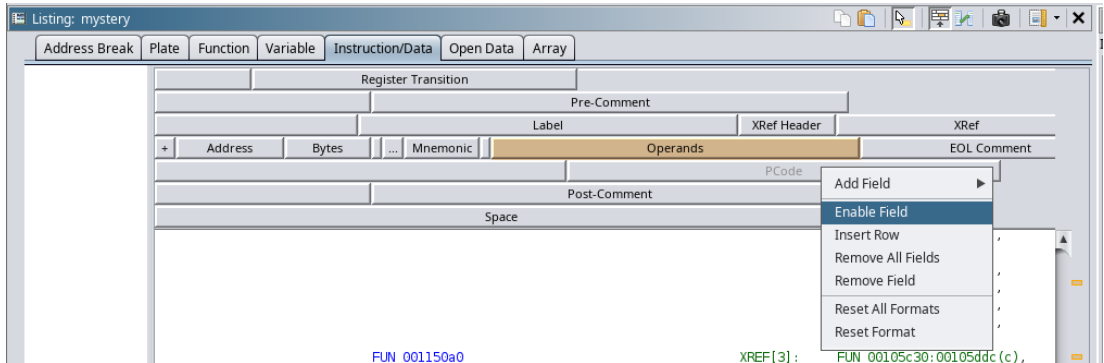 Listing: mystery
Address Break Plate Function Variable Instruction/Data Open Data Array
Register Transition
Pre-Comment
Label XRef Header XRef
+ Address Bytes ... Mnemonic Operands EOL Comment
PCode
Post-Comment
Space
Add Field
Enable Field
Insert Row
Remove All Fields
Remove Field
Reset All Formats
Reset Format
FUN_001150a0 XREF[3]: FUN_00105c30:00105ddc(c),